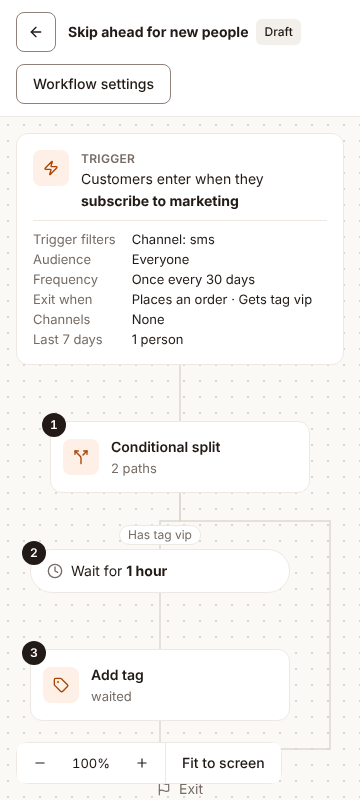 Skip ahead for new people Draft
Workflow settings
TRIGGER
Customers enter when they
subscribe to marketing
Trigger filters Channel: sms
Audience Everyone
Frequency Once every 30 days
Exit when Places an order · Gets tag vip
Channels None
Last 7 days 1 person
1
Conditional split
2 paths
Has tag vip
2
Wait for 1 hour
3
Add tag
waited
− 100% + Fit to screen
Exit